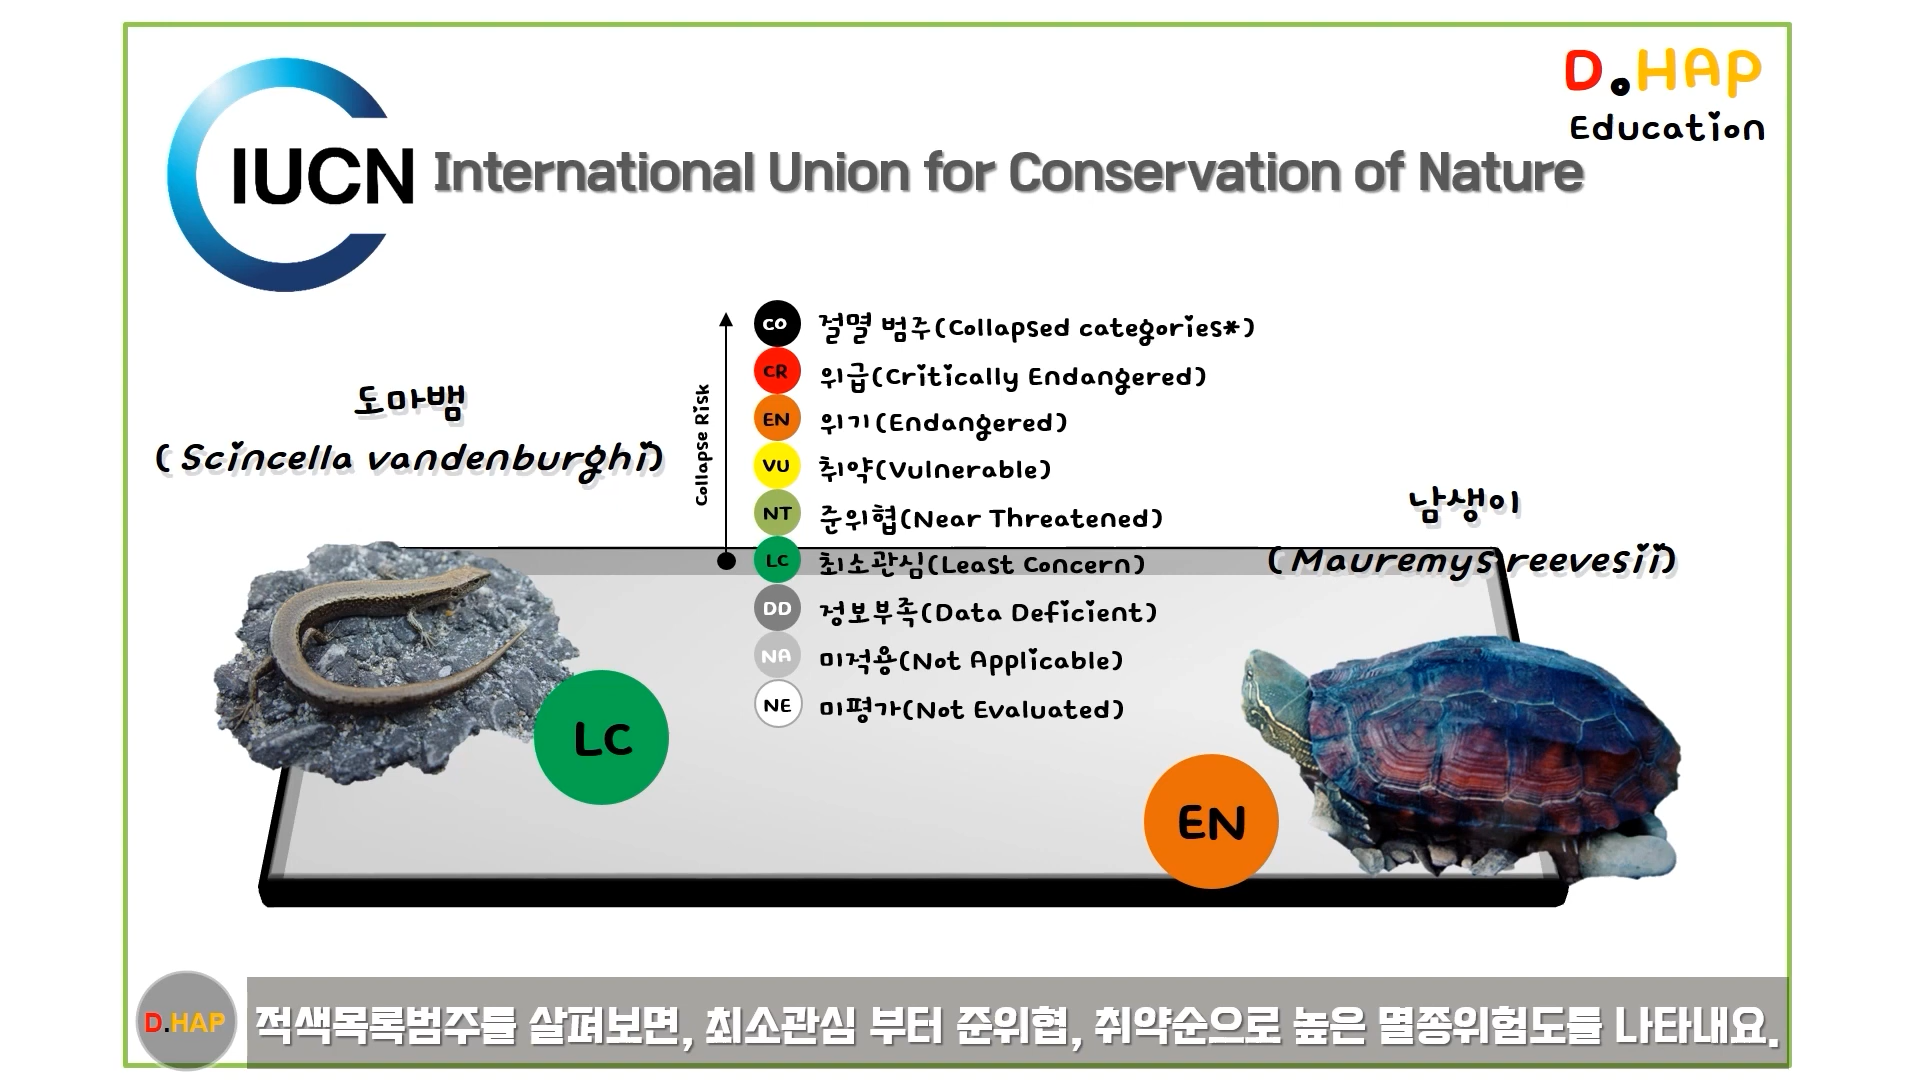 D.HAP
Education
IUCN International Union for Conservation of Nature
CO 절멸 범주(Collapsed categories*)
CR 위급(Critically Endangered)
EN 위기(Endangered)
VU 취약(Vulnerable)
NT 준위협(Near Threatened)
LC 최소관심(Least Concern)
DD 정보부족(Data Deficient)
NA 미적용(Not Applicable)
NE 미평가(Not Evaluated)
Collapse Risk
도마뱀
(Scincella vandenburghi)
LC
남생이
(Mauremys reevesii)
EN
D.HAP
적색목록범주를 살펴보면, 최소관심 부터 준위협, 취약순으로 높은 멸종위험도를 나타내요.